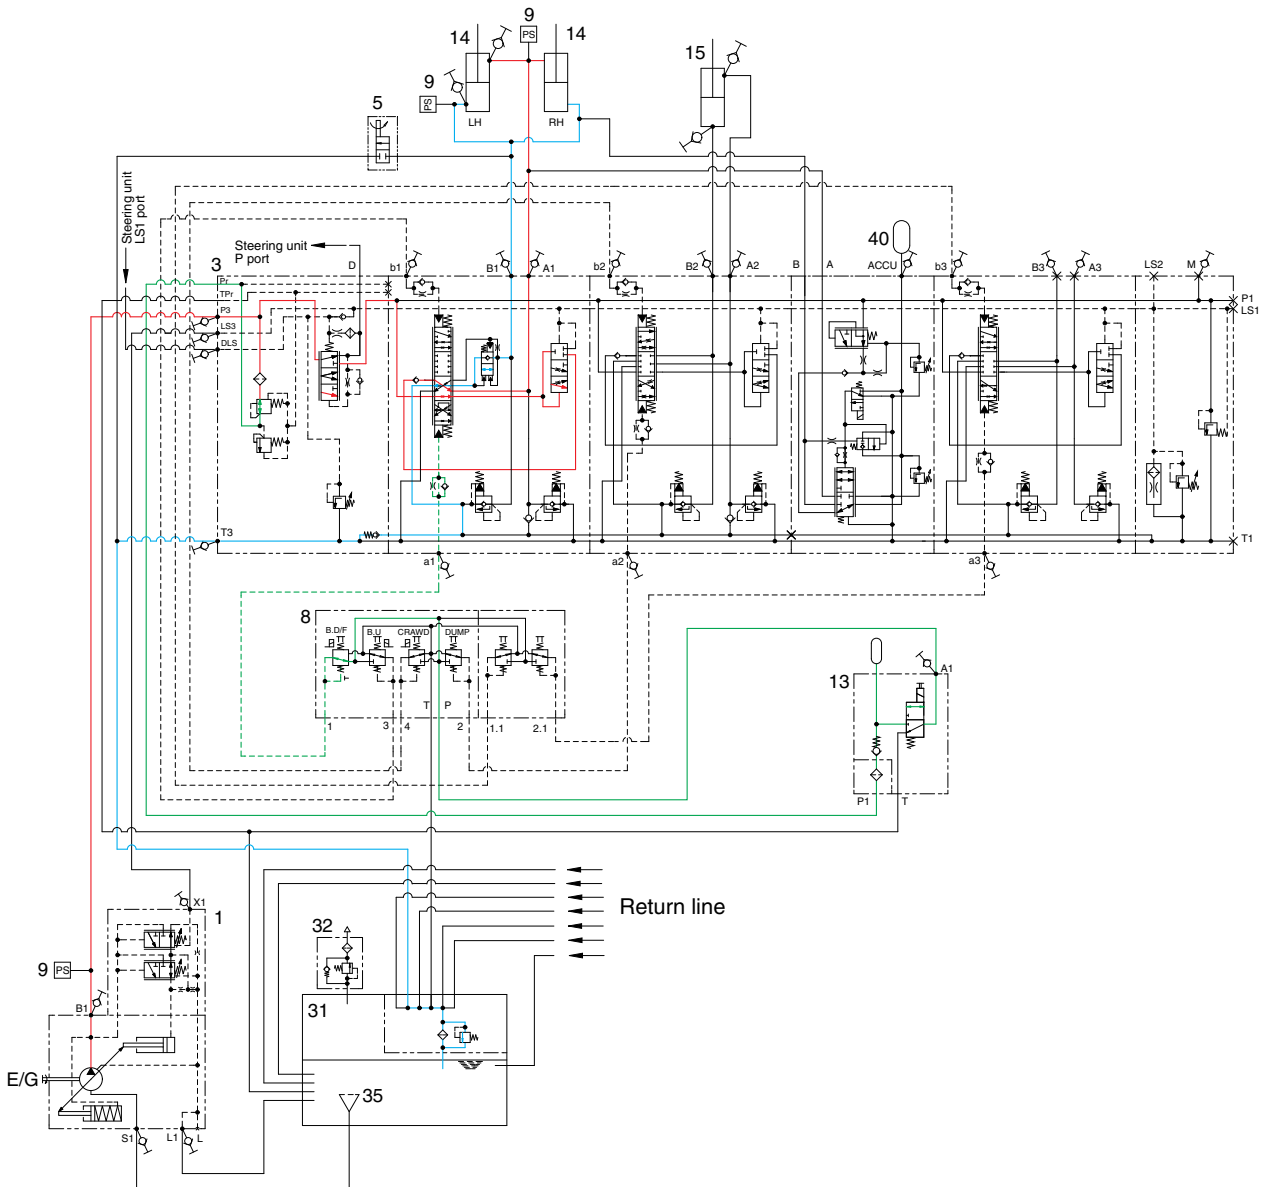 9
14
PS
14
15
9
PS
5
LH
RH
Steering unit
LS1 port
Steering unit
P port
40
3
D
b1
B1
A1
b2
B2
A2
B
A
ACCU
b3
B3
A3
LS2
M
Pr
TPr
P3
LS3
DLS
P1
LS1
T3
T1
a1
a2
a3
8
B.D/F
B.U
CRAWD
DUMP
T
P
1
3
4
2
1.1
2.1
13
A1
P1
T
X1
1
Return line
32
9
PS
B1
31
E/G
35
S1
L1
L